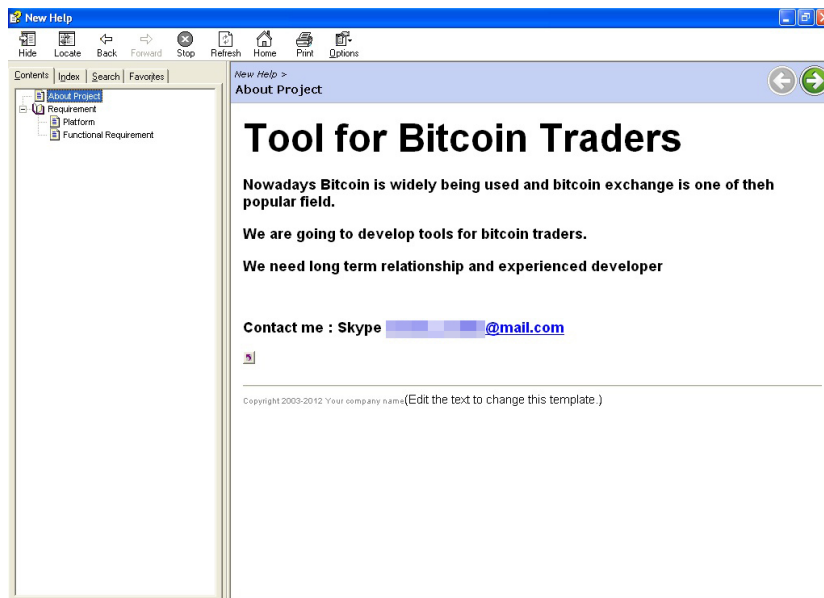 New Help
Hide Locate Back Forward Stop Refresh Home Print Options
Contents Index Search Favorites
About Project
Requirement
Platform
Functional Requirement
New Help >
About Project
Tool for Bitcoin Traders
Nowadays Bitcoin is widely being used and bitcoin exchange is one of theh
popular field.
We are going to develop tools for bitcoin traders.
We need long term relationship and experienced developer
Contact me : Skype @mail.com
Copyright 2003-2012 Your company name(Edit the text to change this template.)